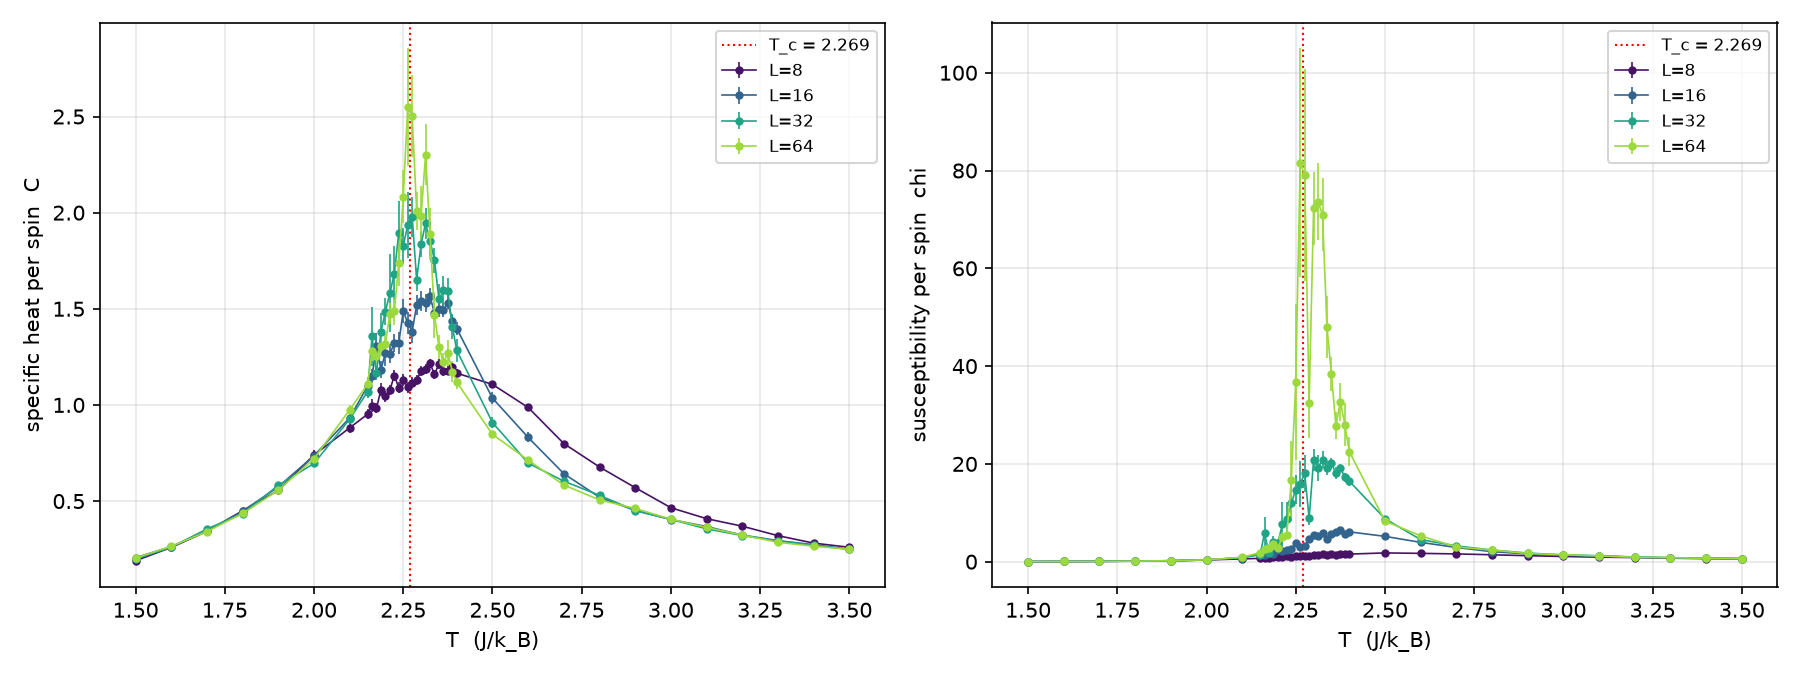 specific heat per spin  C
2.5
2.0
1.5
1.0
0.5
1.50 1.75 2.00 2.25 2.50 2.75 3.00 3.25 3.50
T  (J/k_B)
T_c = 2.269
L=8
L=16
L=32
L=64
susceptibility per spin  chi
100
80
60
40
20
0
1.50 1.75 2.00 2.25 2.50 2.75 3.00 3.25 3.50
T  (J/k_B)
T_c = 2.269
L=8
L=16
L=32
L=64